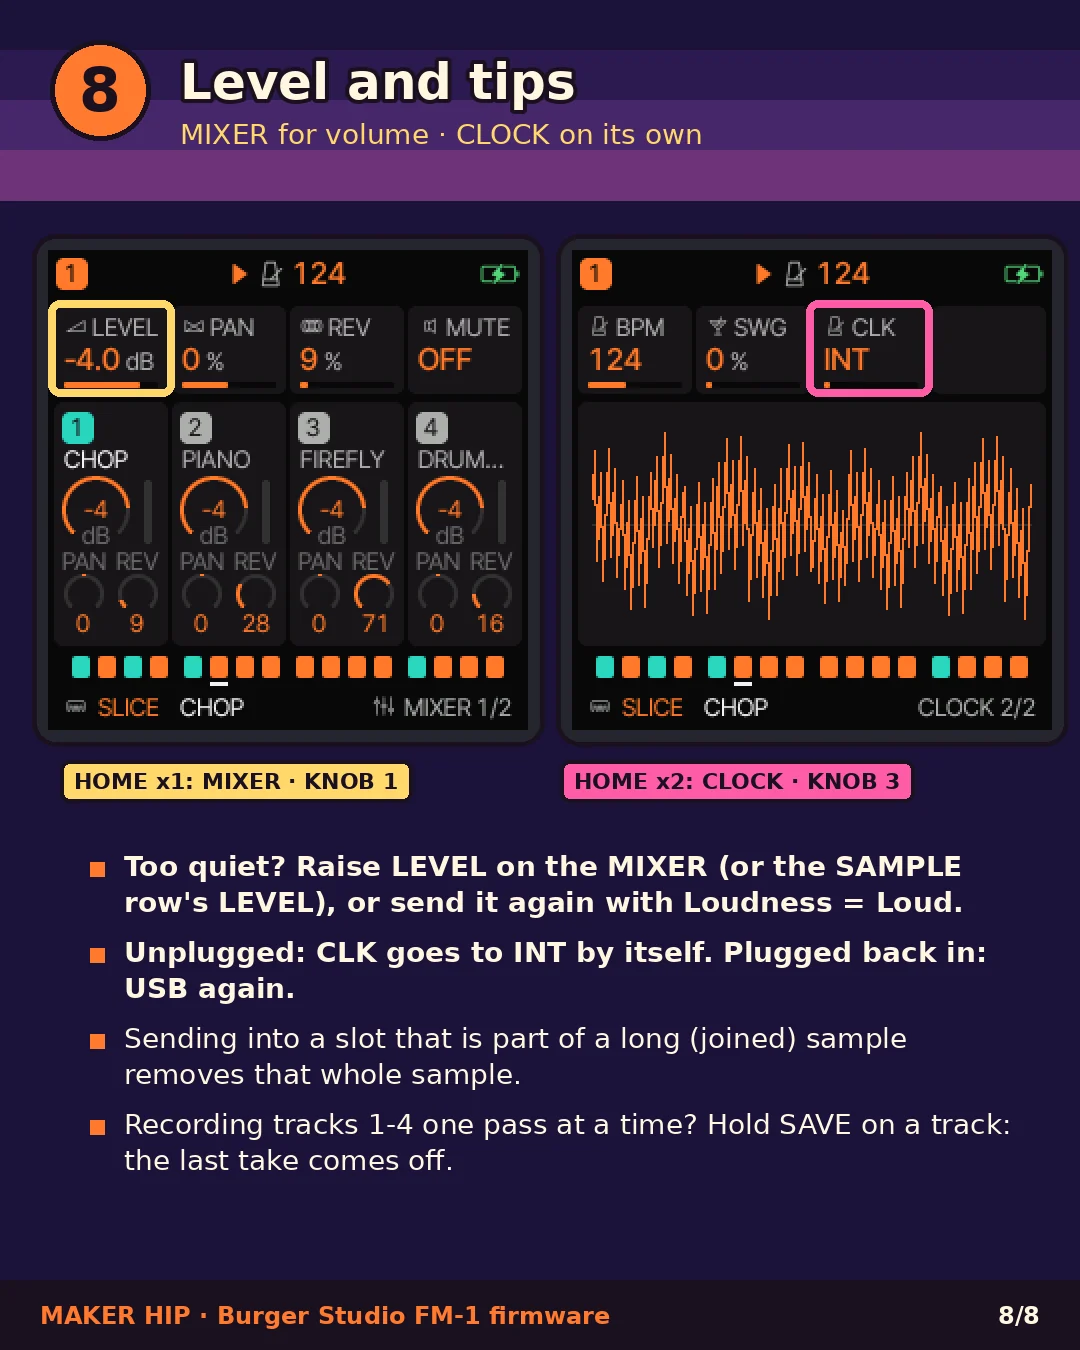 8
Level and tips
MIXER for volume · CLOCK on its own
1
124
LEVEL
-4.0 dB
PAN
0 %
REV
9 %
MUTE
OFF
1
CHOP
-4
dB
PAN REV
0 9
2
PIANO
-4
dB
PAN REV
0 28
3
FIREFLY
-4
dB
PAN REV
0 71
4
DRUM...
-4
dB
PAN REV
0 16
SLICE CHOP MIXER 1/2
HOME x1: MIXER · KNOB 1
1
124
BPM
124
SWG
0 %
CLK
INT
SLICE CHOP CLOCK 2/2
HOME x2: CLOCK · KNOB 3
Too quiet? Raise LEVEL on the MIXER (or the SAMPLE
row's LEVEL), or send it again with Loudness = Loud.
Unplugged: CLK goes to INT by itself. Plugged back in:
USB again.
Sending into a slot that is part of a long (joined) sample
removes that whole sample.
Recording tracks 1-4 one pass at a time? Hold SAVE on a track:
the last take comes off.
MAKER HIP · Burger Studio FM-1 firmware
8/8